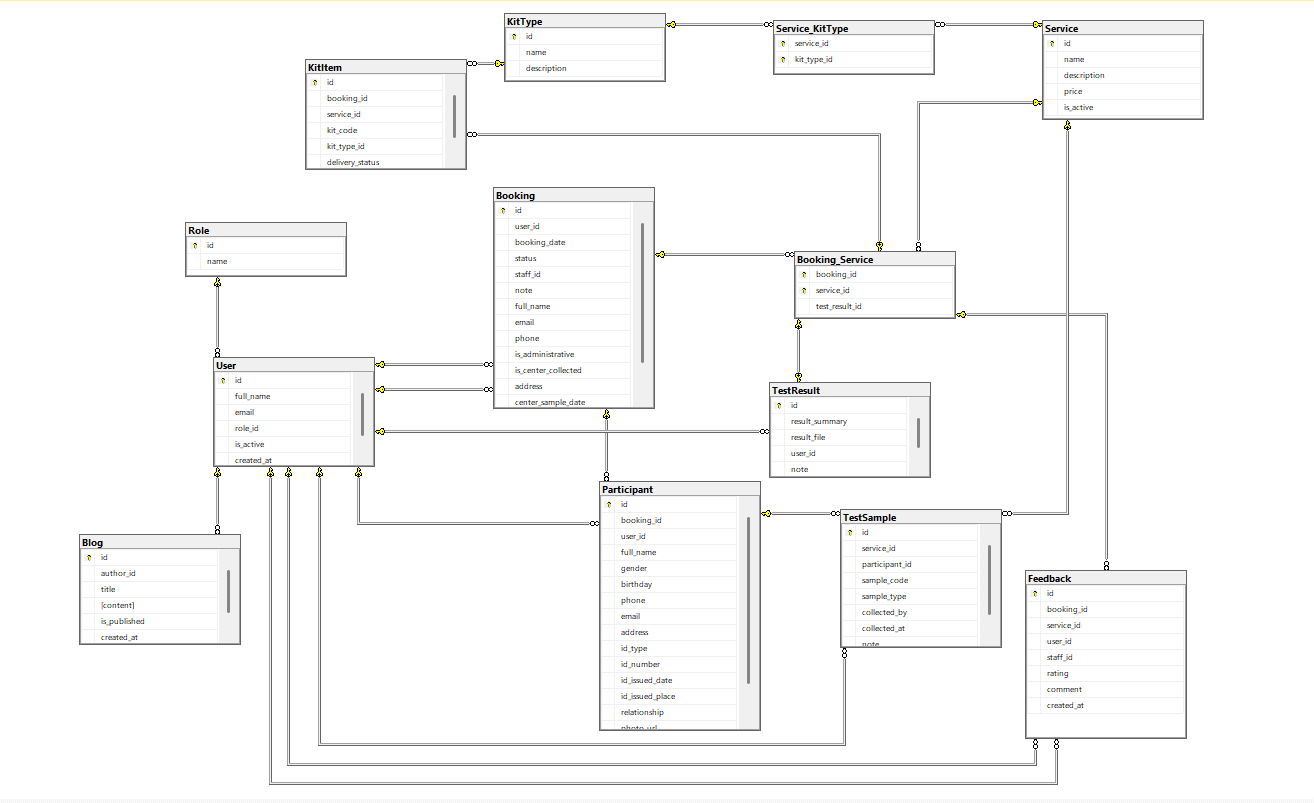 KitType
id
name
description
Service_KitType
service_id
kit_type_id
Service
id
name
description
price
is_active
KitItem
id
booking_id
service_id
kit_code
kit_type_id
delivery_status
Booking
id
user_id
booking_date
status
staff_id
note
full_name
email
phone
is_administrative
is_center_collected
address
center_sample_date
Role
id
name
Booking_Service
booking_id
service_id
test_result_id
User
id
full_name
email
role_id
is_active
created_at
TestResult
id
result_summary
result_file
user_id
note
Participant
id
booking_id
user_id
full_name
gender
birthday
phone
email
address
id_type
id_number
id_issued_date
id_issued_place
relationship
photo_url
TestSample
id
service_id
participant_id
sample_code
sample_type
collected_by
collected_at
note
Blog
id
author_id
title
[content]
is_published
created_at
Feedback
id
booking_id
service_id
user_id
staff_id
rating
comment
created_at